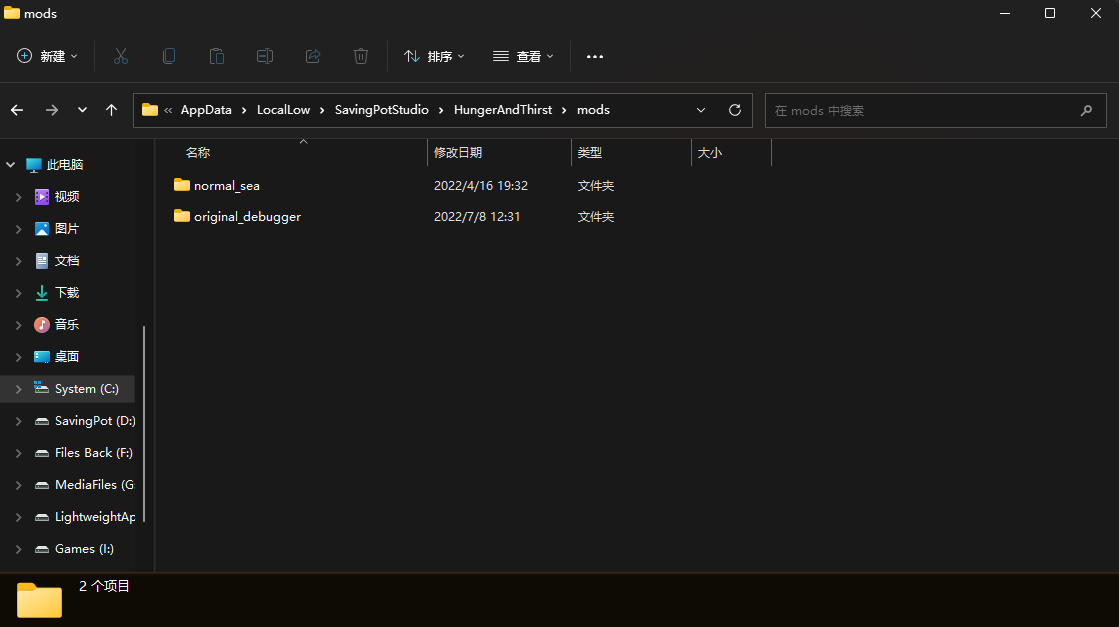 mods
新建 排序 查看
« AppData > LocalLow > SavingPotStudio > HungerAndThirst > mods 在 mods 中搜索
名称 修改日期 类型 大小
normal_sea 2022/4/16 19:32 文件夹
original_debugger 2022/7/8 12:31 文件夹
此电脑
视频
图片
文档
下载
音乐
桌面
System (C:)
SavingPot (D:)
Files Back (F:)
MediaFiles (G:
LightweightAp
Games (I:)
2 个项目